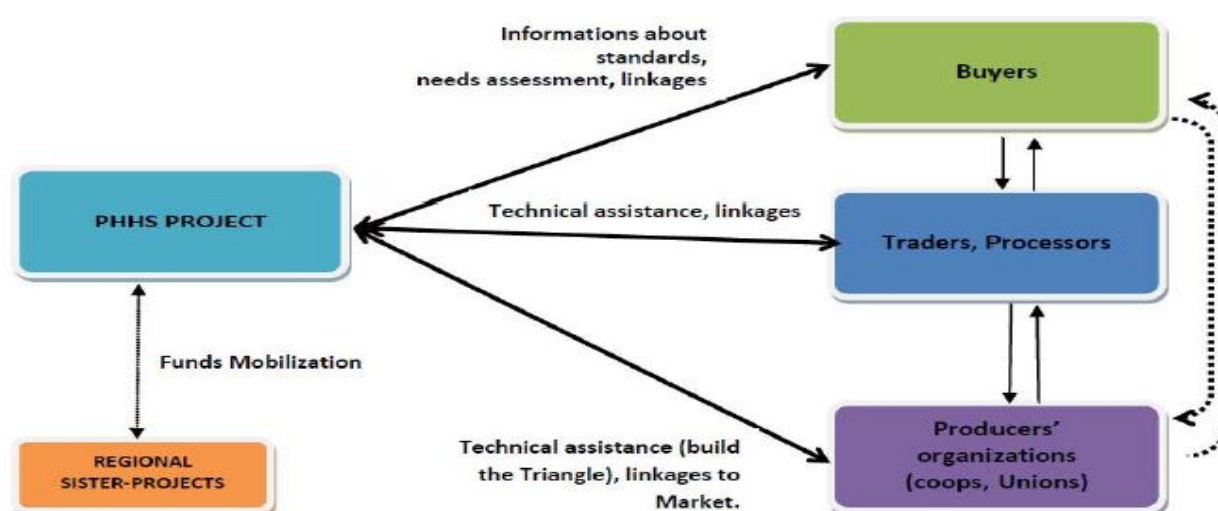 Informations about
standards,
needs assessment, linkages
Buyers
PHHS PROJECT
Technical assistance, linkages
Traders, Processors
Funds Mobilization
REGIONAL
SISTER-PROJECTS
Technical assistance (build
the Triangle), linkages to
Market.
Producers'
organizations
(coops, Unions)